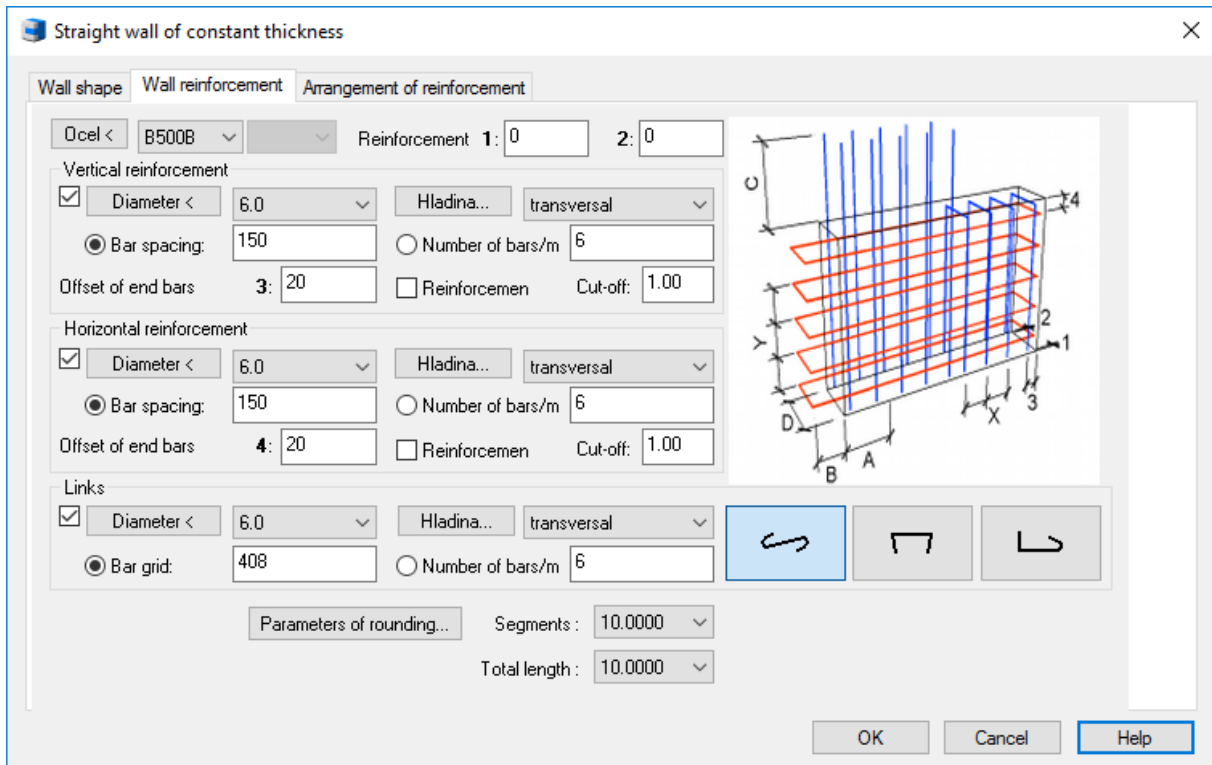 Straight wall of constant thickness
Wall shape Wall reinforcement Arrangement of reinforcement
Ocel < B500B Reinforcement 1: 0 2: 0
Vertical reinforcement
Diameter < 6.0 Hladina... transversal
Bar spacing: 150 Number of bars/m 6
Offset of end bars 3: 20 Reinforcemen Cut-off: 1.00
Horizontal reinforcement
Diameter < 6.0 Hladina... transversal
Bar spacing: 150 Number of bars/m 6
Offset of end bars 4: 20 Reinforcemen Cut-off: 1.00
C
4
Y
2
1
3
X
D
A
B
Links
Diameter < 6.0 Hladina... transversal
Bar grid: 408 Number of bars/m 6
Parameters of rounding... Segments : 10.0000
Total length : 10.0000
OK Cancel Help